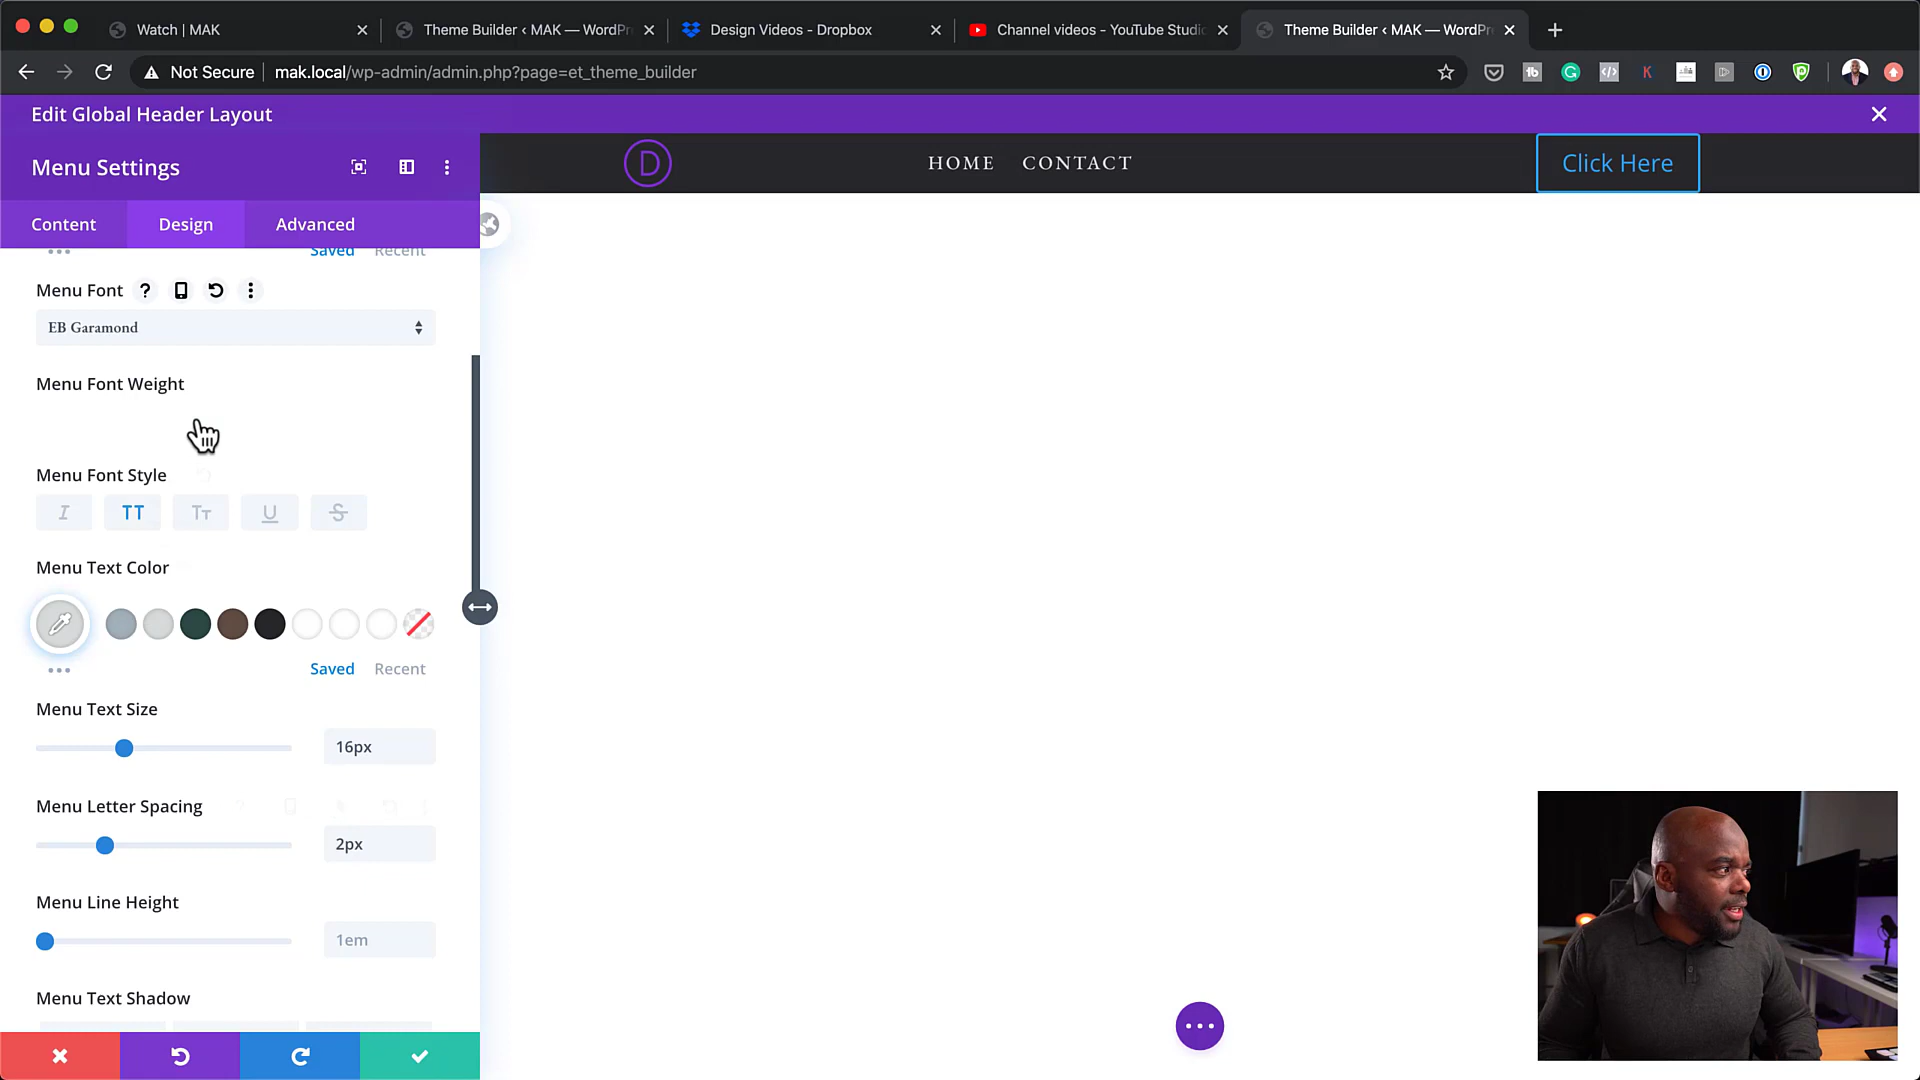 Watch | MAK
Theme Builder ‹ MAK — WordPr
Design Videos - Dropbox
Channel videos - YouTube Studio
Theme Builder ‹ MAK — WordPr
Not Secure
mak.local/wp-admin/admin.php?page=et_theme_builder
Edit Global Header Layout
Menu Settings
D
HOME
CONTACT
Click Here
Content
Design
Advanced
Saved
Recent
Menu Font
EB Garamond
Menu Font Weight
Menu Font Style
I
TT
Tт
U
S
Menu Text Color
Saved
Recent
Menu Text Size
16px
Menu Letter Spacing
2px
Menu Line Height
1em
Menu Text Shadow